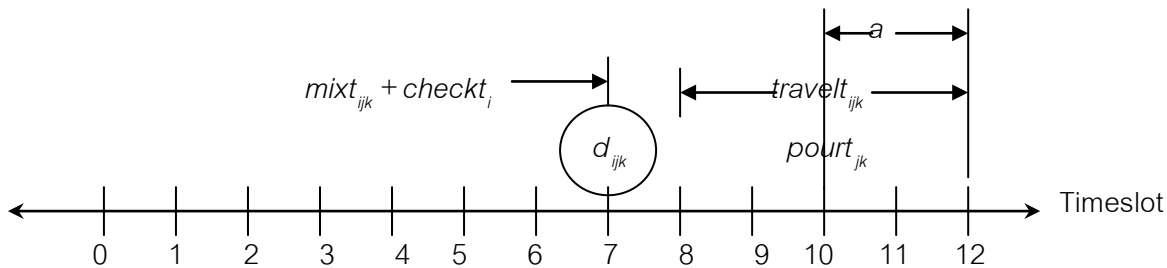 a
mixt_ijk + checkt_i travelt_ijk
d_ijk pourt_jk
Timeslot
0 1 2 3 4 5 6 7 8 9 10 11 12